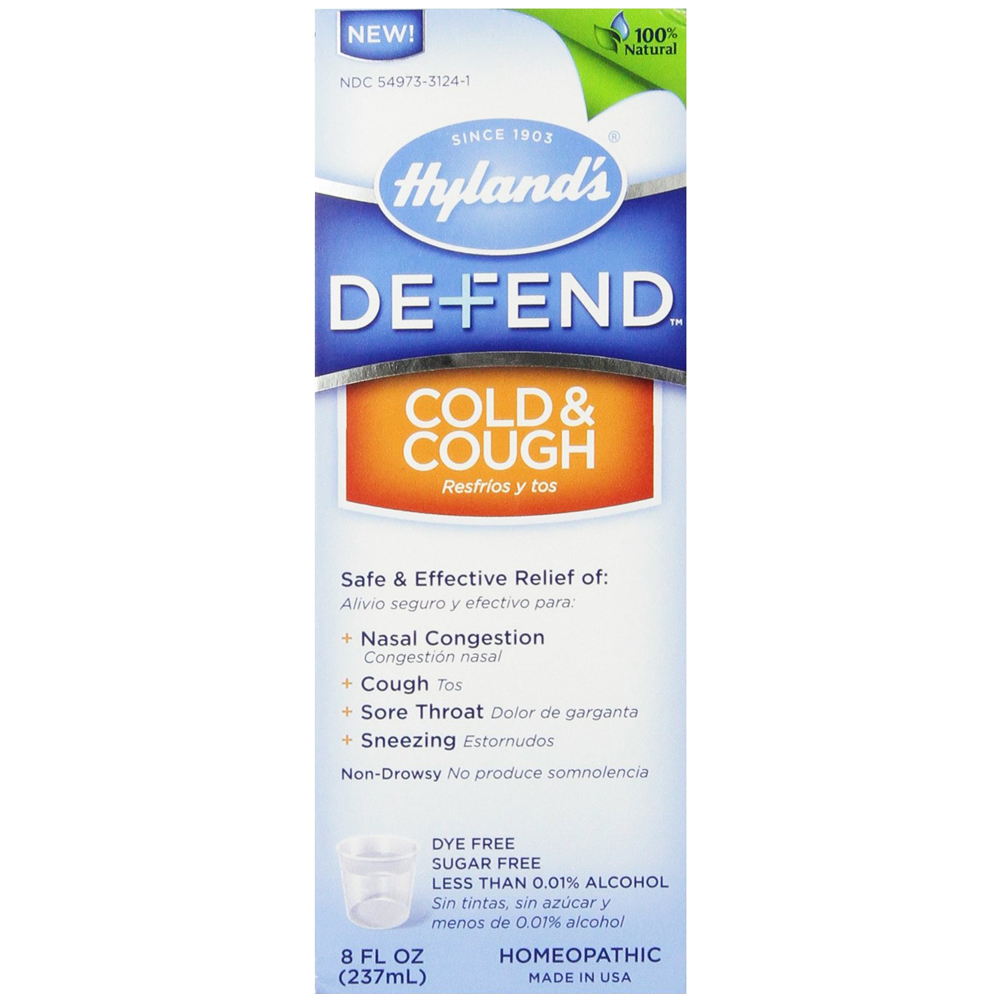 NEW!
100%
Natural
NDC 54973-3124-1
SINCE 1903
Hyland's®
DEFEND™
COLD &
COUGH
Resfríos y tos
Safe & Effective Relief of:
Alivio seguro y efectivo para:
+ Nasal Congestion
Congestión nasal
+ Cough Tos
+ Sore Throat Dolor de garganta
+ Sneezing Estornudos
Non-Drowsy No produce somnolencia
DYE FREE
SUGAR FREE
LESS THAN 0.01% ALCOHOL
Sin tintas, sin azúcar y
menos de 0.01% alcohol
8 FL OZ
(237mL)
HOMEOPATHIC
MADE IN USA